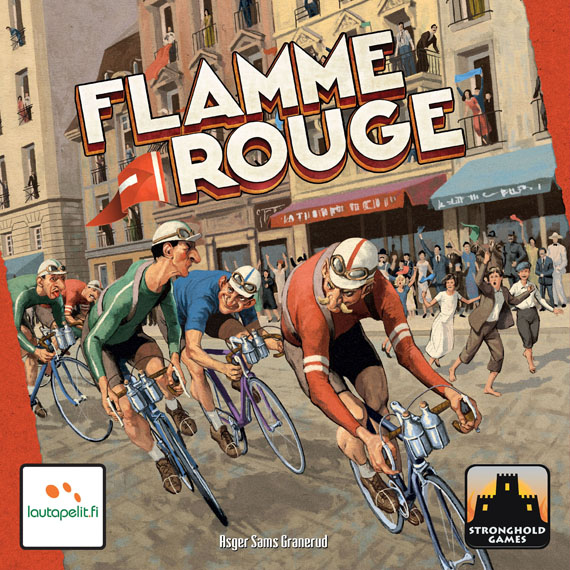 FLAMME
ROUGE
lautapelit.fi
Asger Sams Granerud
STRONGHOLD
GAMES